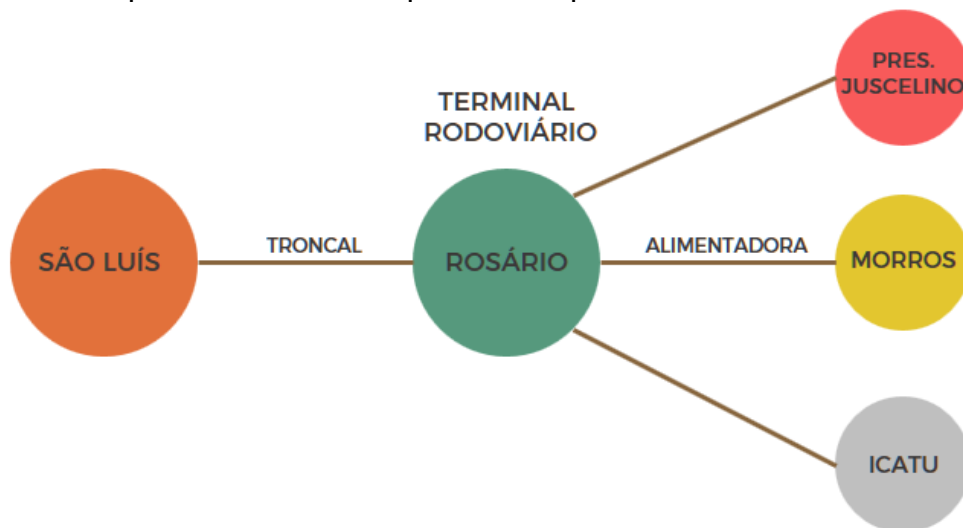 PRES.
JUSCELINO
TERMINAL
RODOVIÁRIO
SÃO LUÍS
TRONCAL
ROSÁRIO
ALIMENTADORA
MORROS
ICATU